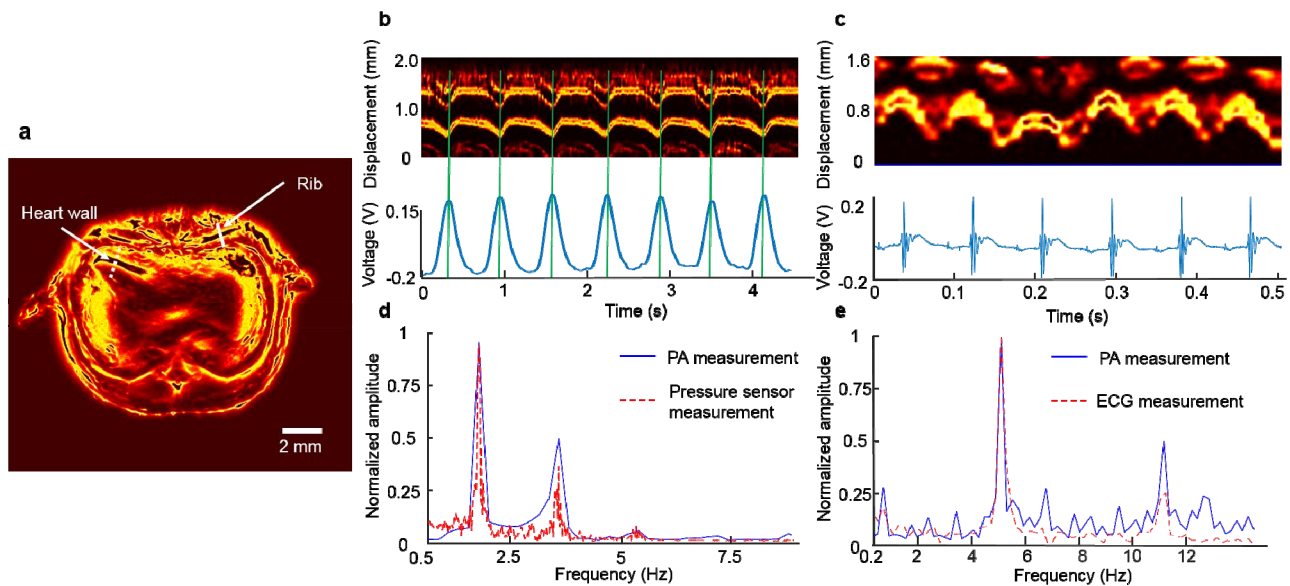 a
Rib
Heart wall
2 mm
b
Displacement (mm)
2.0
1.0
0
Voltage (V)
0.15
-0.2
0 1 2 3 4
Time (s)
c
Displacement (mm)
1.6
0.8
0
Voltage (V)
0.2
-0.2
0 0.1 0.2 0.3 0.4 0.5
Time (s)
d
Normalized amplitude
1
0.75
0.5
0.25
0
PA measurement
Pressure sensor
measurement
0.5 2.5 5 7.5
Frequency (Hz)
e
Normalized amplitude
1
0.75
0.5
0.25
0
PA measurement
ECG measurement
0.2 2 4 6 8 10 12
Frequency (Hz)